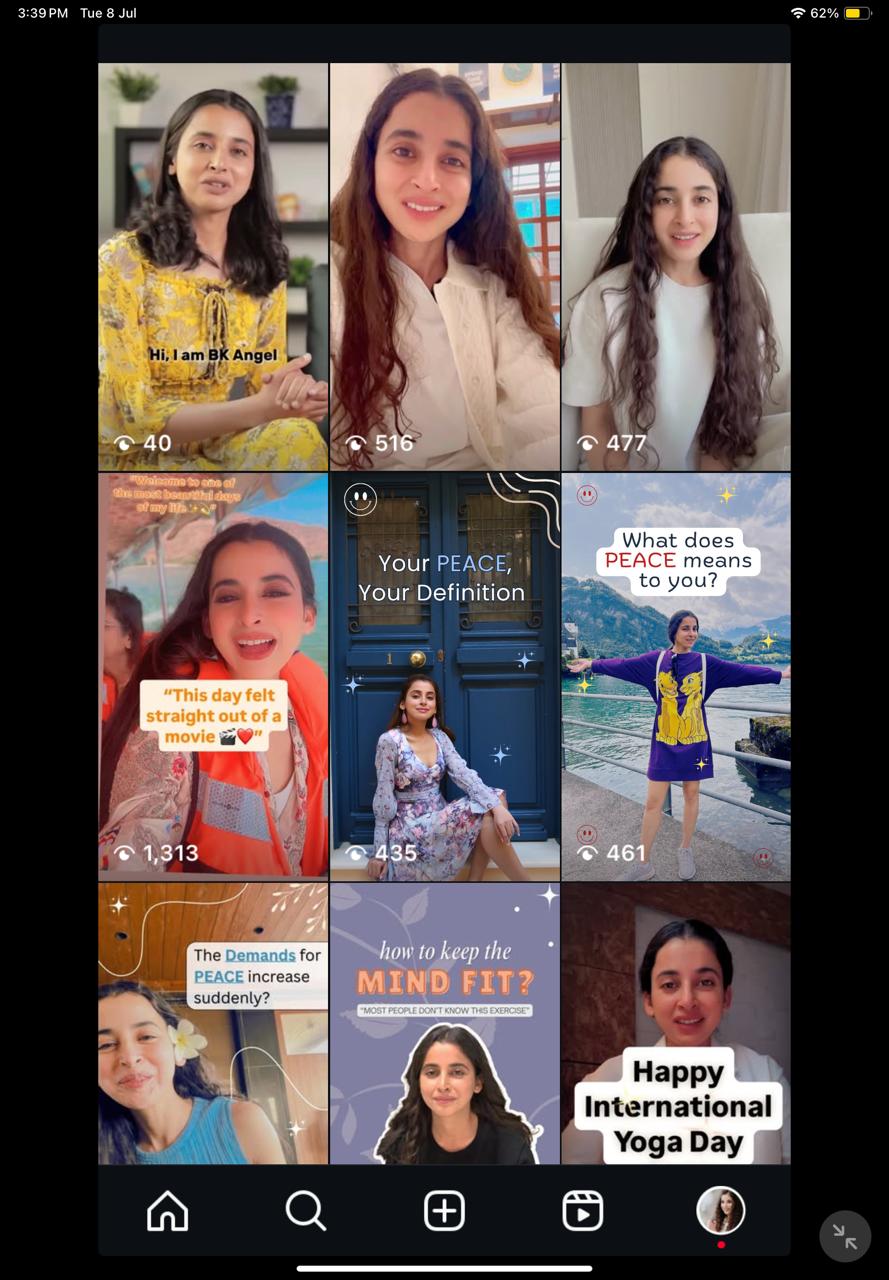 3:39 PM Tue 8 Jul
62%
Hi, I am BK Angel
40
516
477
"Welcome to one of
the most beautiful days
of my life ✨"
"This day felt
straight out of a
movie 🎬❤️"
1,313
Your PEACE,
Your Definition
1 8
435
What does
PEACE means
to you?
461
The Demands for
PEACE increase
suddenly?
how to keep the
MIND FIT?
"MOST PEOPLE DON'T KNOW THIS EXERCISE"
Happy
International
Yoga Day